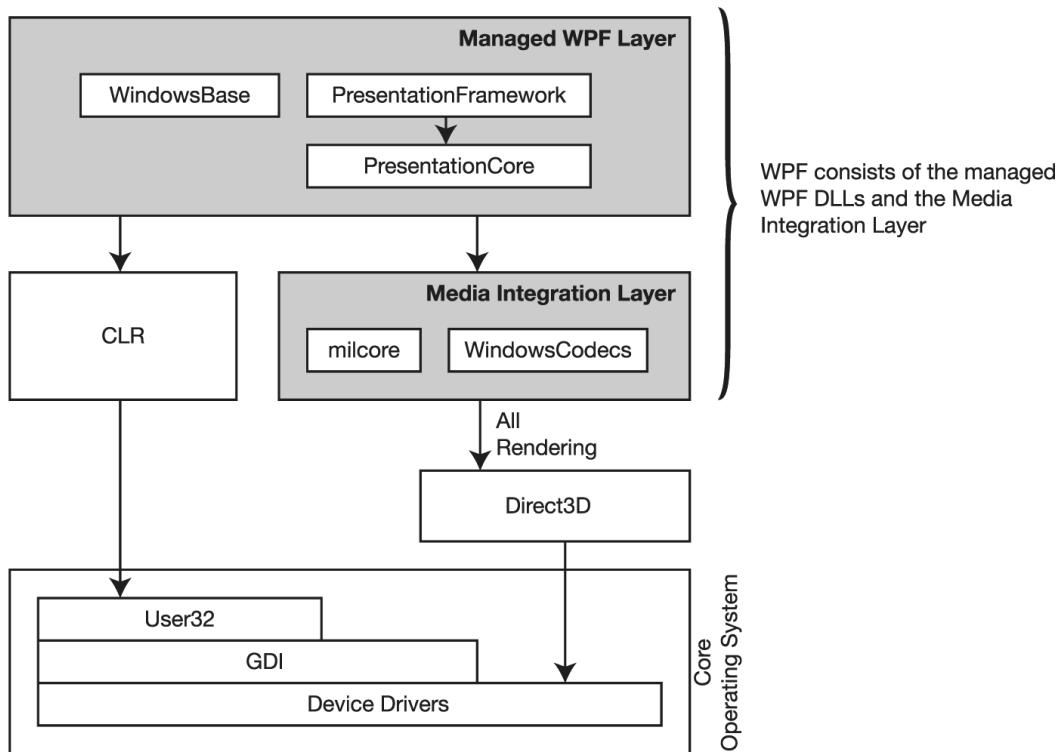 Managed WPF Layer
WindowsBase
PresentationFramework
PresentationCore
WPF consists of the managed
WPF DLLs and the Media
Integration Layer
CLR
Media Integration Layer
milcore
WindowsCodecs
All
Rendering
Direct3D
User32
GDI
Device Drivers
Core
Operating System